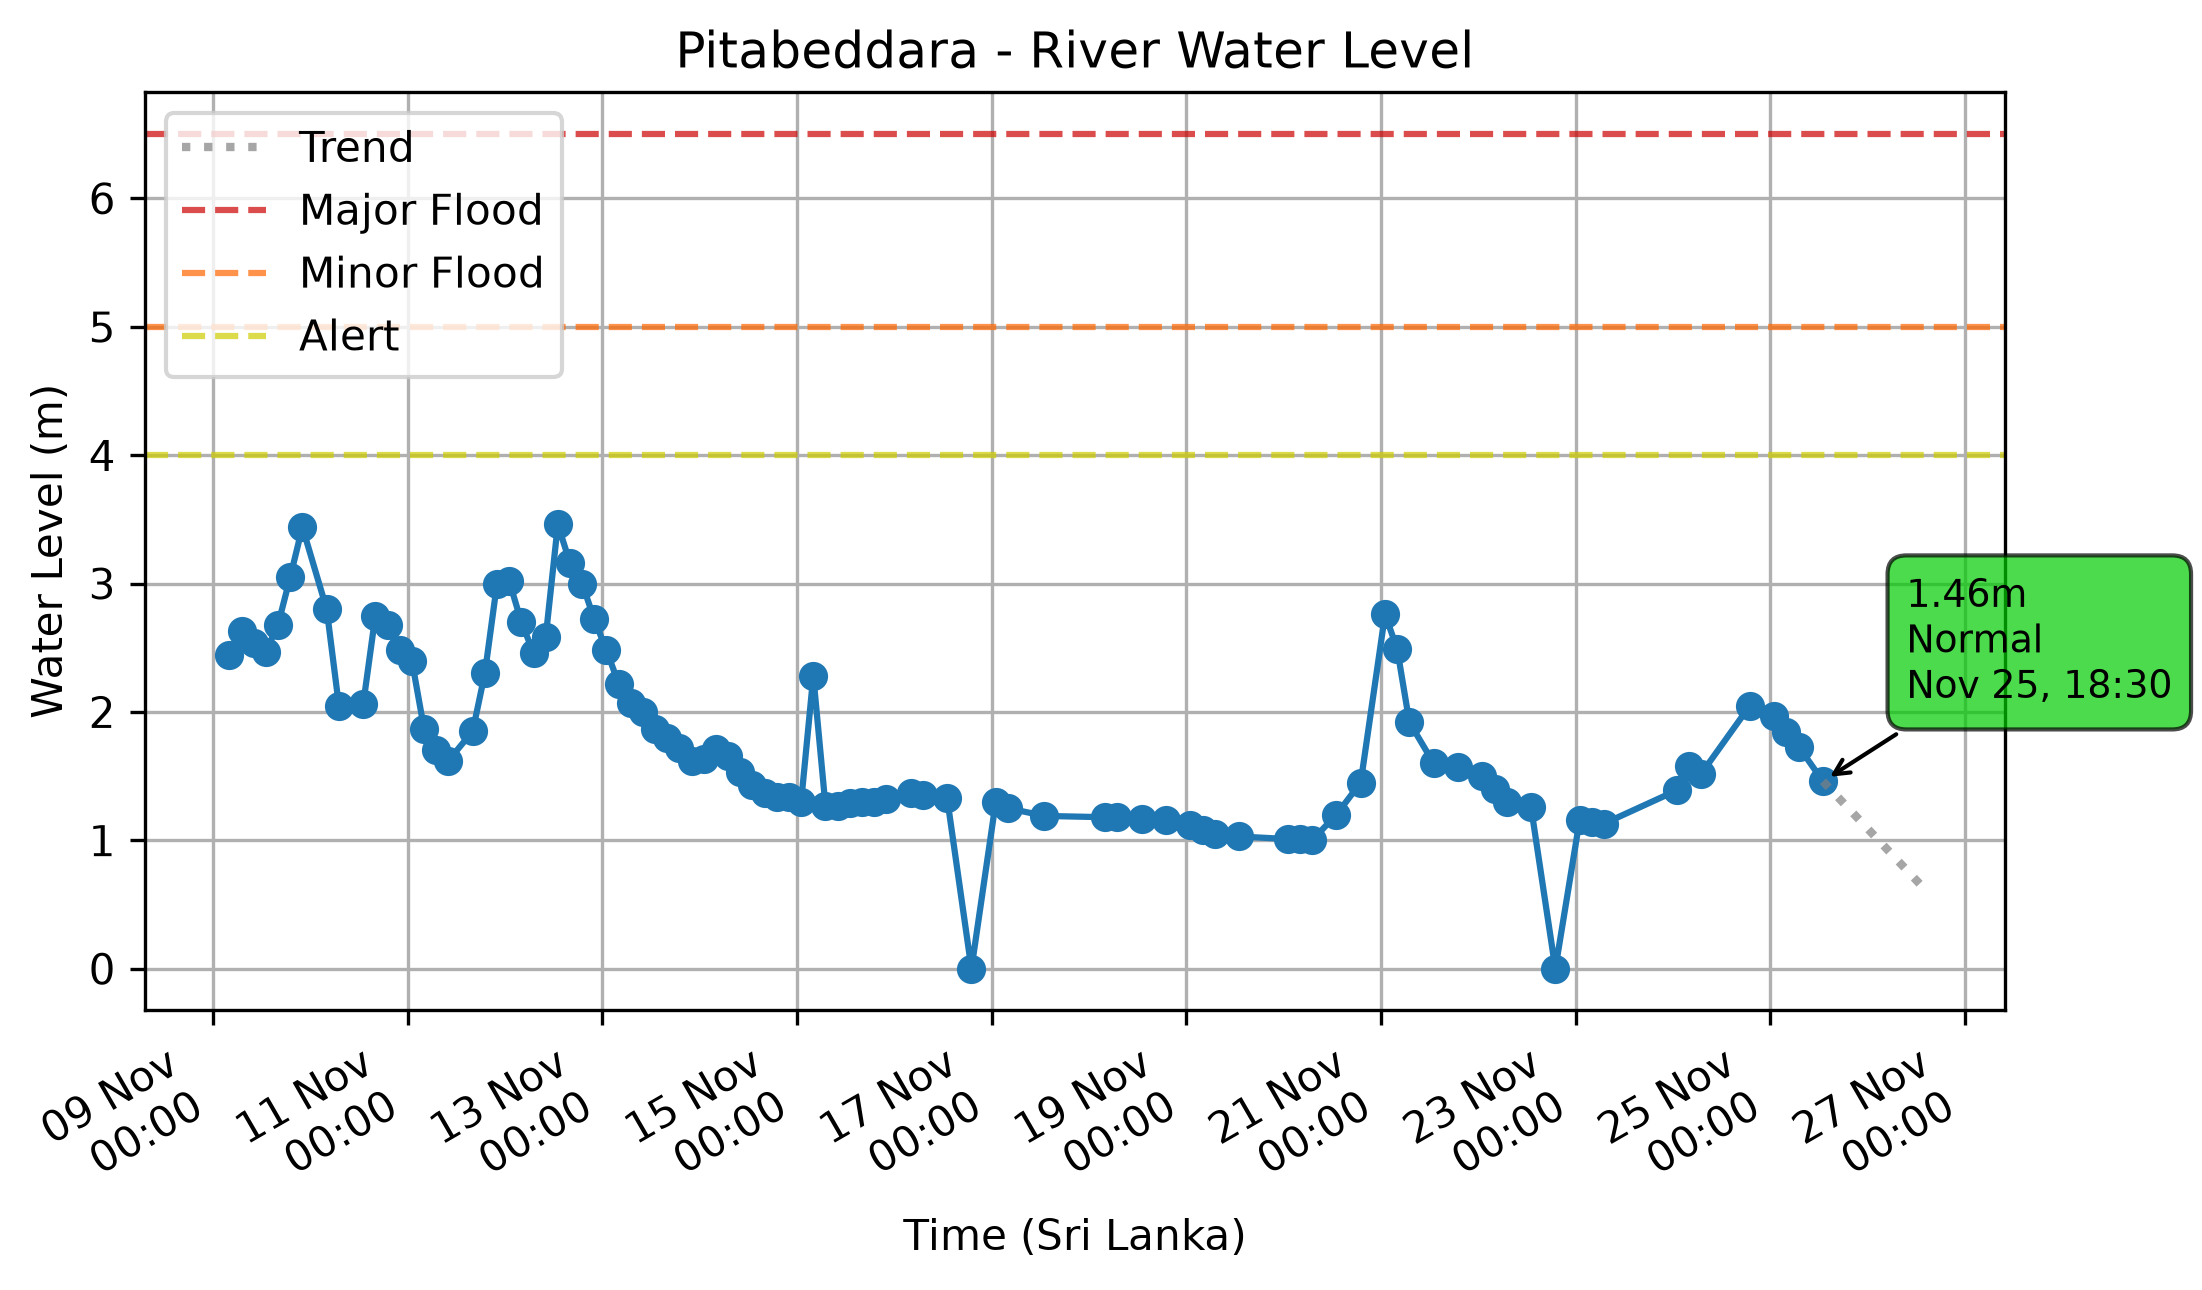 Pitabeddara - River Water Level
Trend
Major Flood
Minor Flood
Alert
Water Level (m)
6
5
4
3
2
1
0
1.46m
Normal
Nov 25, 18:30
09 Nov
00:00
11 Nov
00:00
13 Nov
00:00
15 Nov
00:00
17 Nov
00:00
19 Nov
00:00
21 Nov
00:00
23 Nov
00:00
25 Nov
00:00
27 Nov
00:00
Time (Sri Lanka)